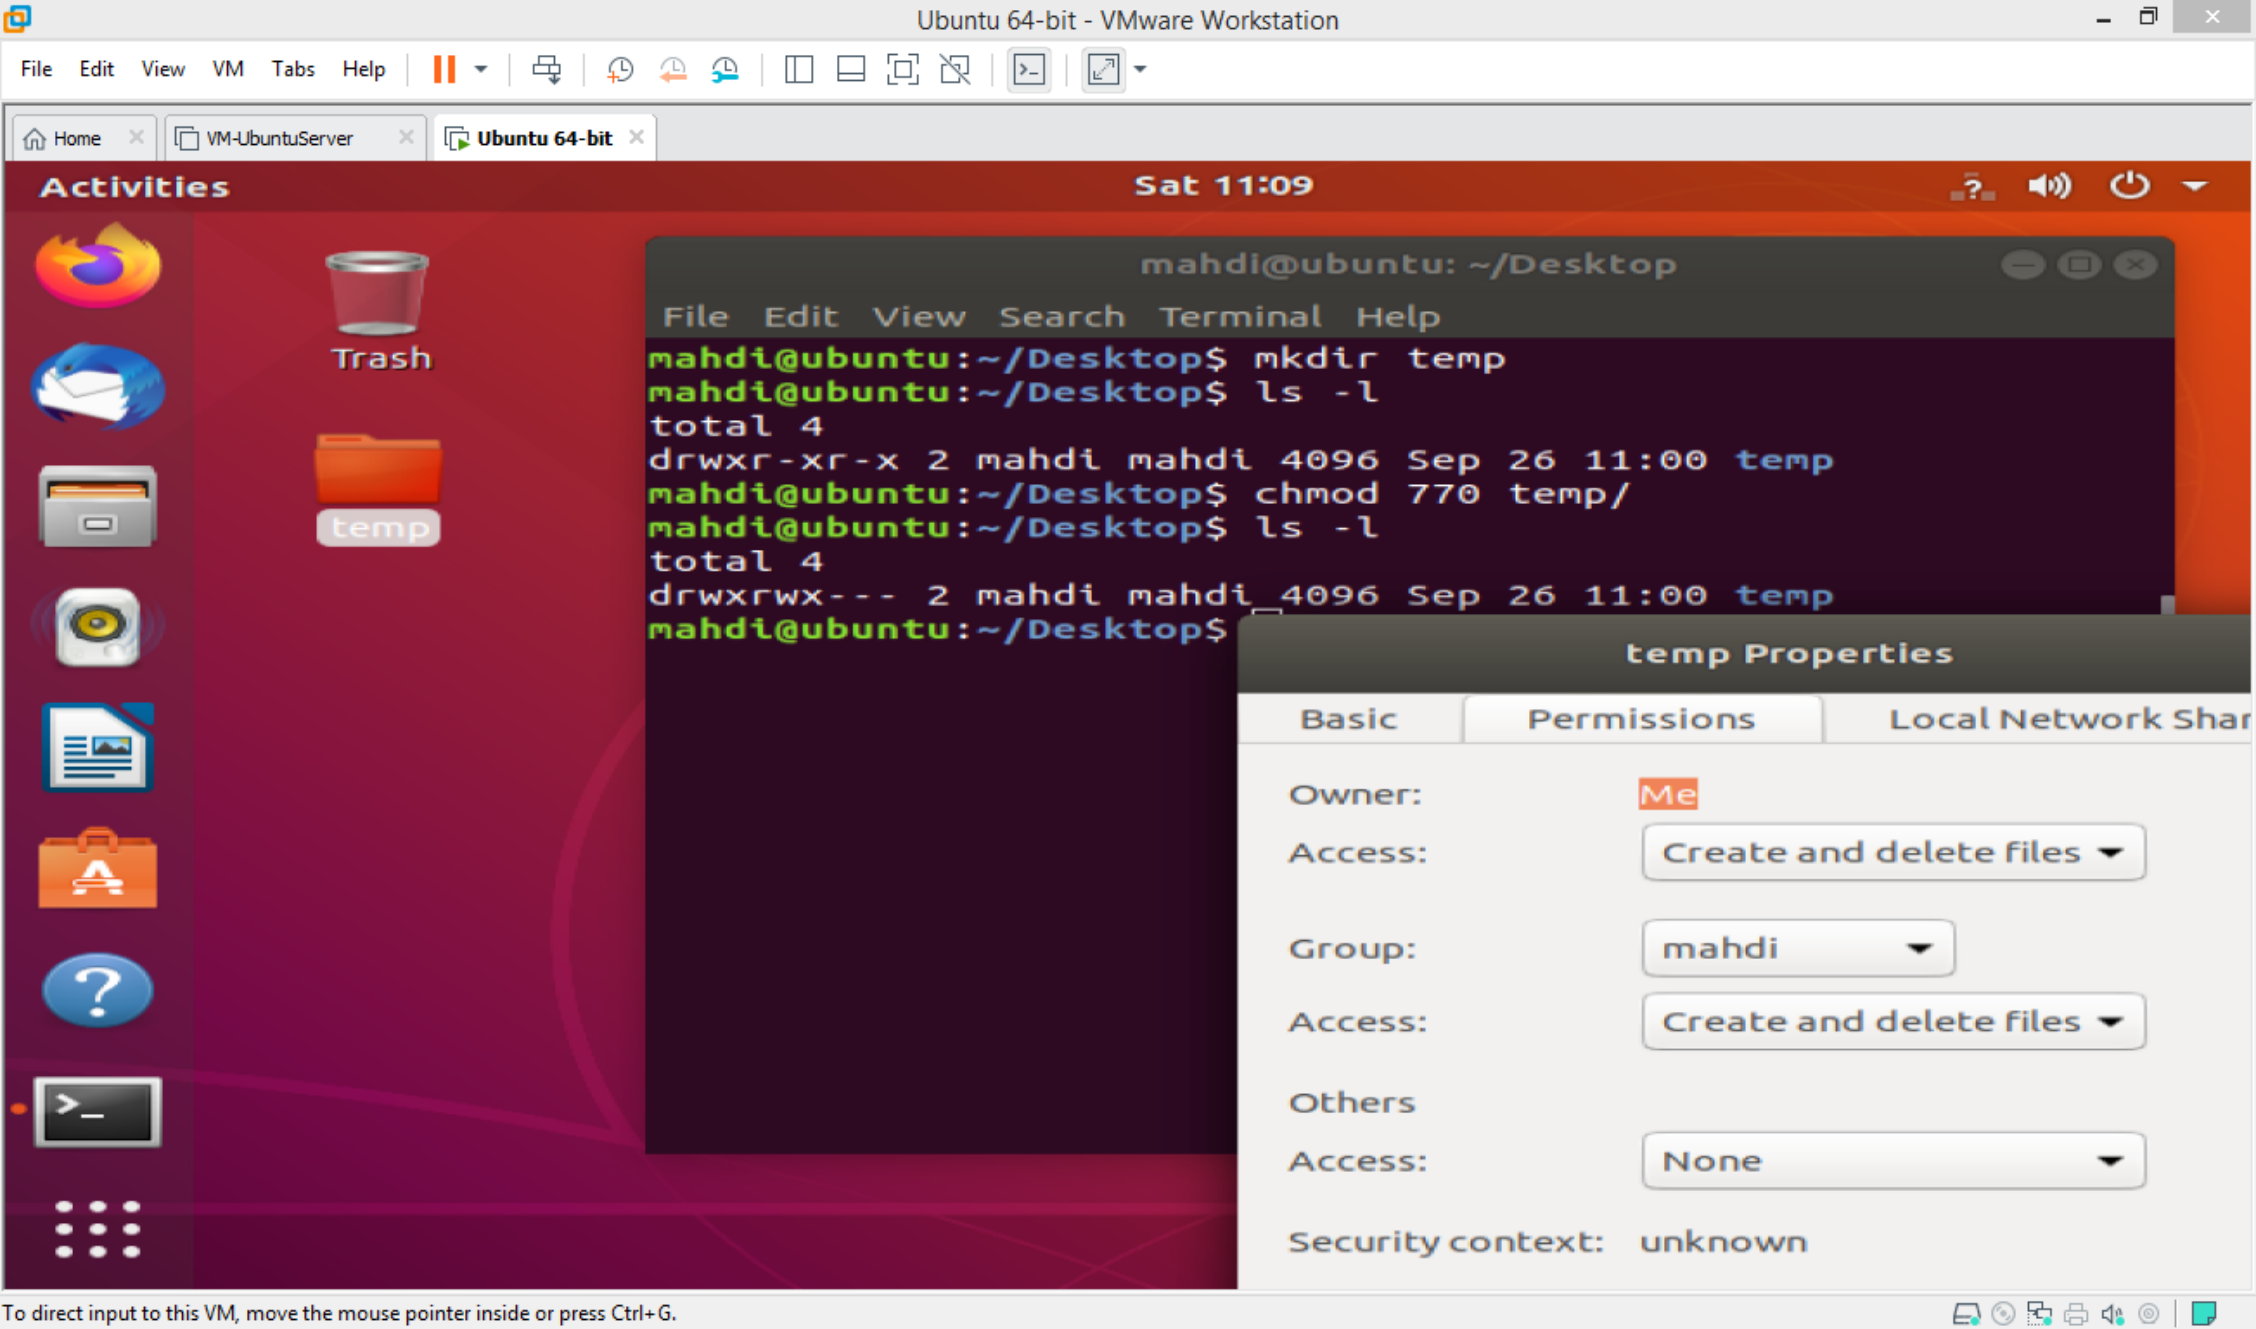 Ubuntu 64-bit - VMware Workstation
File Edit View VM Tabs Help
Home VM-UbuntuServer Ubuntu 64-bit
Activities Sat 11:09
Trash
temp
mahdi@ubuntu: ~/Desktop
File Edit View Search Terminal Help
mahdi@ubuntu:~/Desktop$ mkdir temp
mahdi@ubuntu:~/Desktop$ ls -l
total 4
drwxr-xr-x 2 mahdi mahdi 4096 Sep 26 11:00 temp
mahdi@ubuntu:~/Desktop$ chmod 770 temp/
mahdi@ubuntu:~/Desktop$ ls -l
total 4
drwxrwx--- 2 mahdi mahdi 4096 Sep 26 11:00 temp
mahdi@ubuntu:~/Desktop$
temp Properties
Basic Permissions Local Network Shar
Owner: Me
Access: Create and delete files
Group: mahdi
Access: Create and delete files
Others
Access: None
Security context: unknown
To direct input to this VM, move the mouse pointer inside or press Ctrl+G.